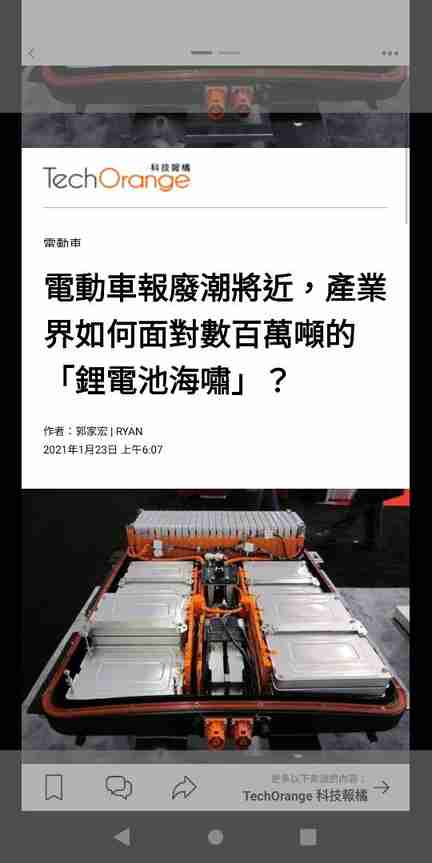 科技報橘
TechOrange
電動車
電動車報廢潮將近，產業
界如何面對數百萬噸的
「鋰電池海嘯」？
作者：郭家宏 | RYAN
2021年1月23日 上午6:07
更多以下來源的內容：
TechOrange 科技報橘